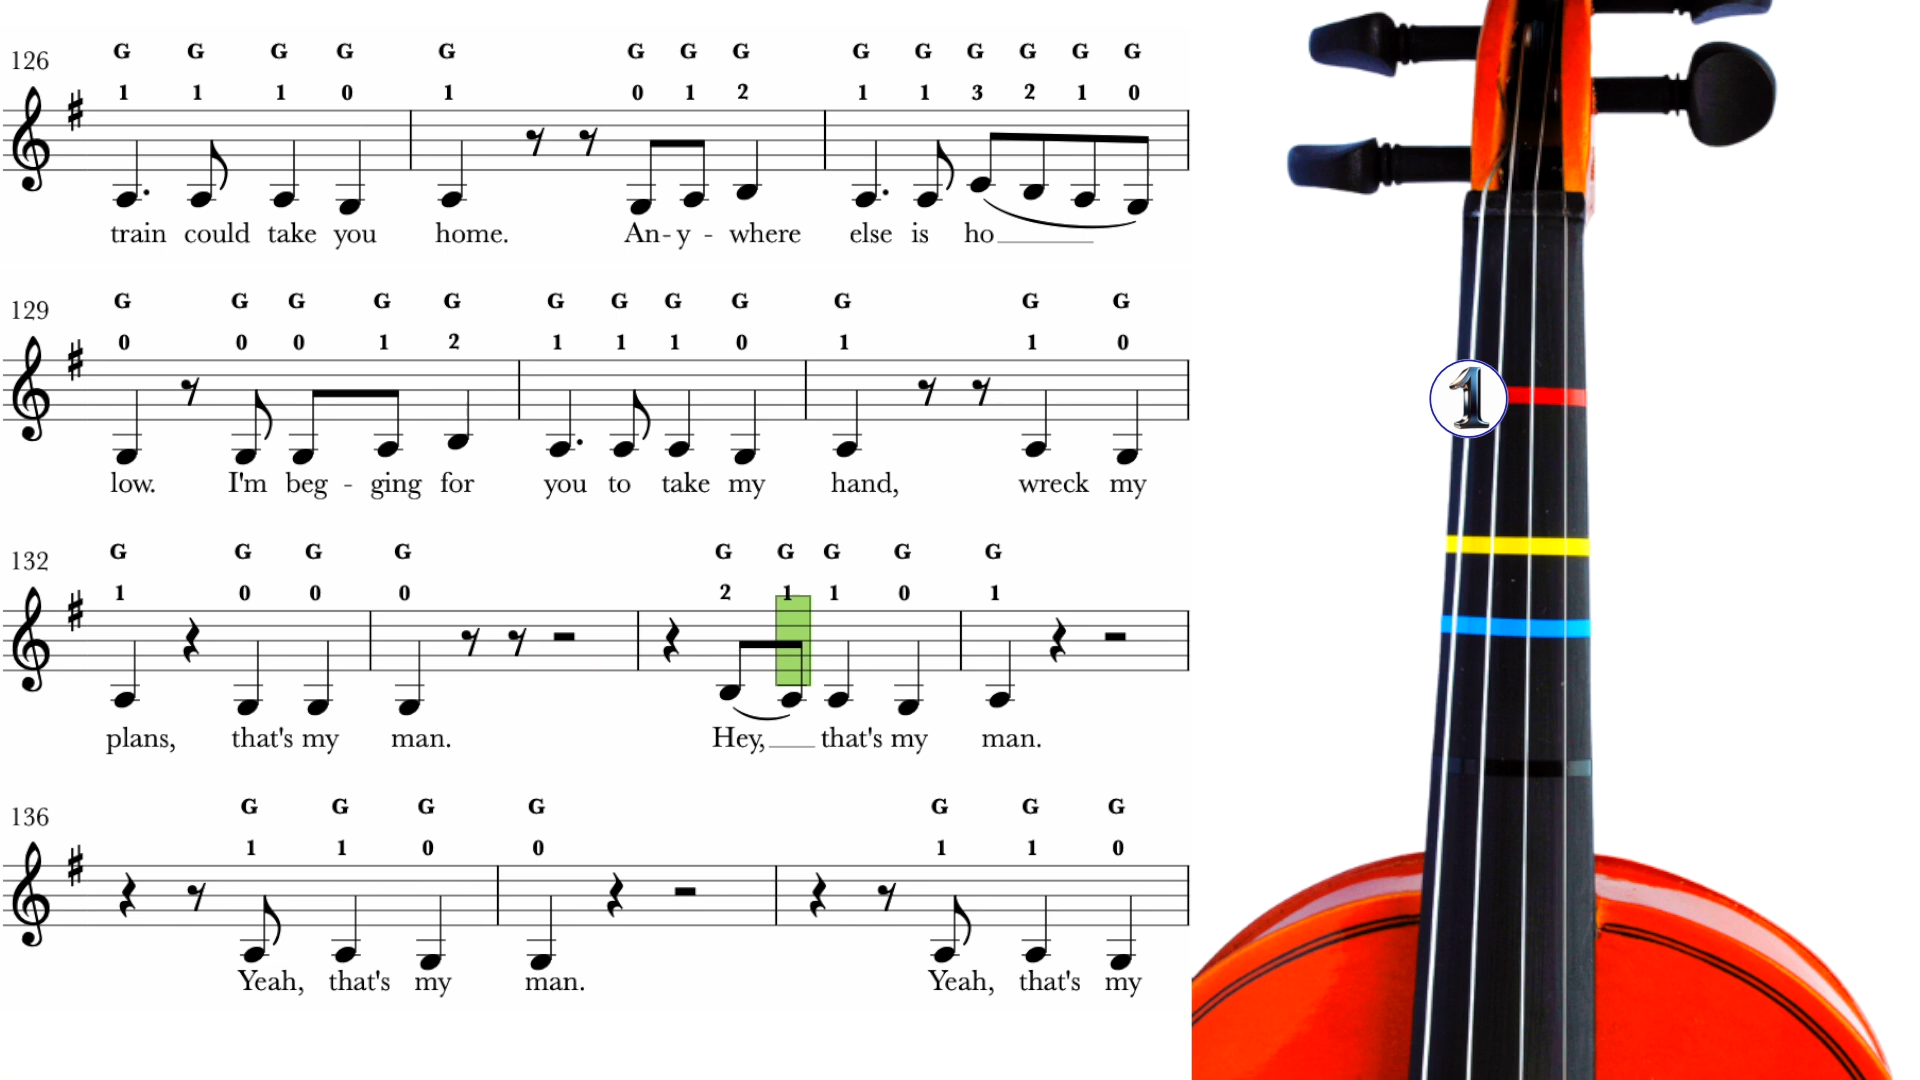 G G G G G G G G G G G G G G
126
1 1 1 0 1 0 1 2 1 1 3 2 1 0
train could take you home. An- y - where else is ho
G G G G G G G G G G G G
129
0 0 0 1 2 1 1 1 0 1 1 0
low. I'm beg - ging for you to take my hand, wreck my
G G G G G G G G G
132
1 0 0 0 2 1 1 0 1
plans, that's my man. Hey, that's my man.
G G G G G G G
136
1 1 0 0 1 1 0
Yeah, that's my man. Yeah, that's my
1